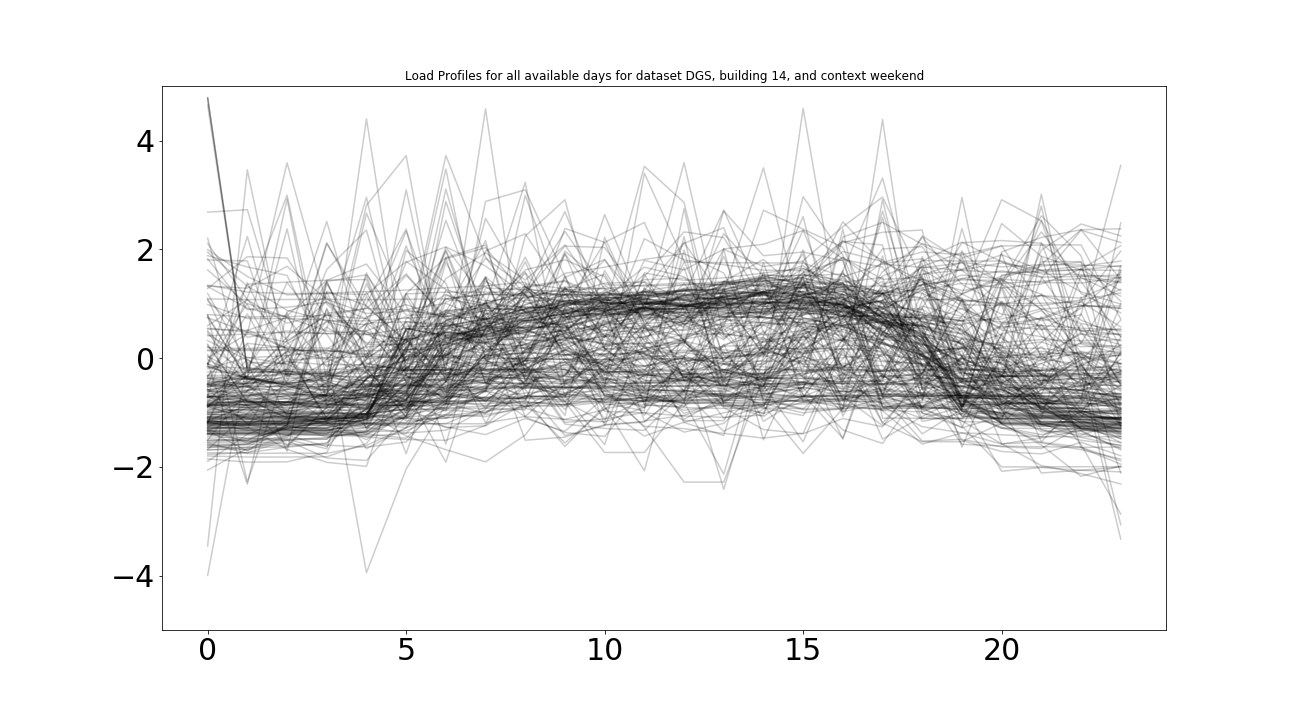 Load Profiles for all available days for dataset DGS, building 14, and context weekend
4
2
0
−2
−4
0 5 10 15 20